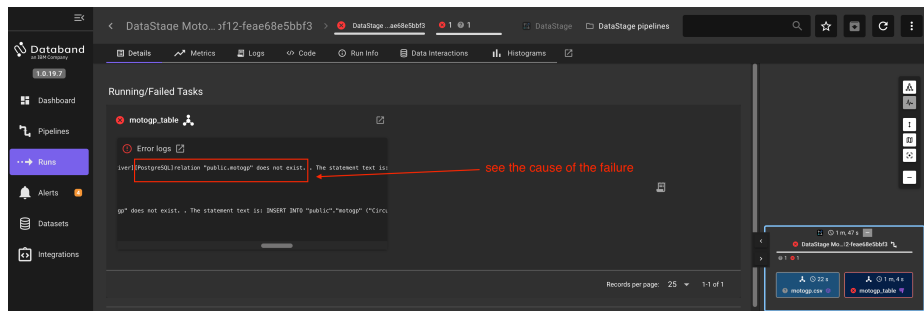 DataStage Moto...of12-feae68e5bbf3
DataStage ...ae68e5bbf3
1 1
DataStage
DataStage pipelines
Databand
an IBM Company
1.0.19.7
Dashboard
Pipelines
Runs
Alerts
Datasets
Integrations
Details
Metrics
Logs
Code
Run Info
Data Interactions
Histograms
Running/Failed Tasks
motogp_table
Error logs
iver][PostgreSQL]relation "public.motogp" does not exist. . The statement text is:
see the cause of the failure
gp" does not exist. . The statement text is: INSERT INTO "public"."motogp" ("Circu
Records per page: 25 1-1 of 1
1 m, 47 s
DataStage Mo...12-feae68e5bbf3
1 1
22 s
motogp.csv
1 m, 4 s
motogp_table